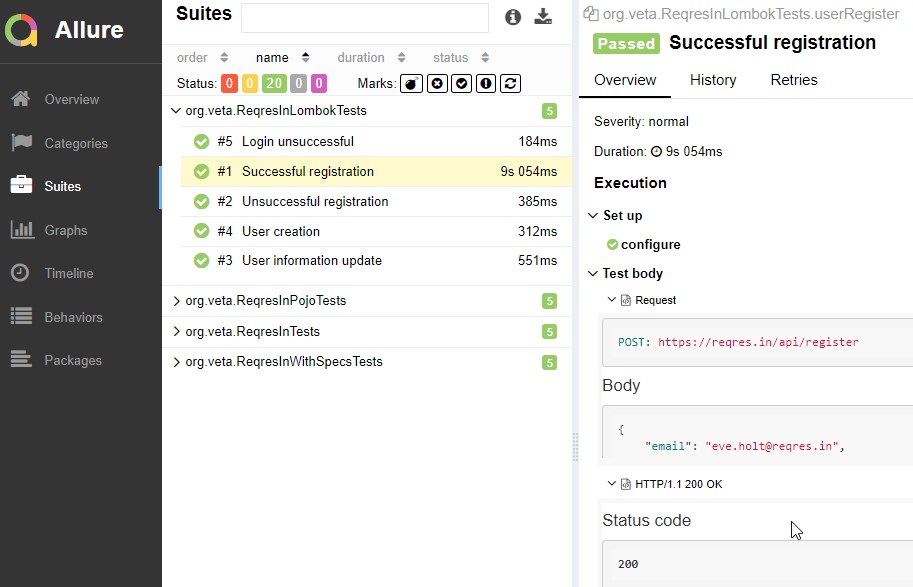 Allure
Overview
Categories
Suites
Graphs
Timeline
Behaviors
Packages
Suites
order name duration status
Status: 0 0 20 0 0 Marks:
org.veta.ReqresInLombokTests 5
#5 Login unsuccessful 184ms
#1 Successful registration 9s 054ms
#2 Unsuccessful registration 385ms
#4 User creation 312ms
#3 User information update 551ms
org.veta.ReqresInPojoTests 5
org.veta.ReqresInTests 5
org.veta.ReqresInWithSpecsTests 5
org.veta.ReqresInLombokTests.userRegister
Passed Successful registration
Overview History Retries
Severity: normal
Duration: 9s 054ms
Execution
Set up
configure
Test body
Request
POST: https://reqres.in/api/register
Body
{
"email": "eve.holt@reqres.in",
HTTP/1.1 200 OK
Status code
200